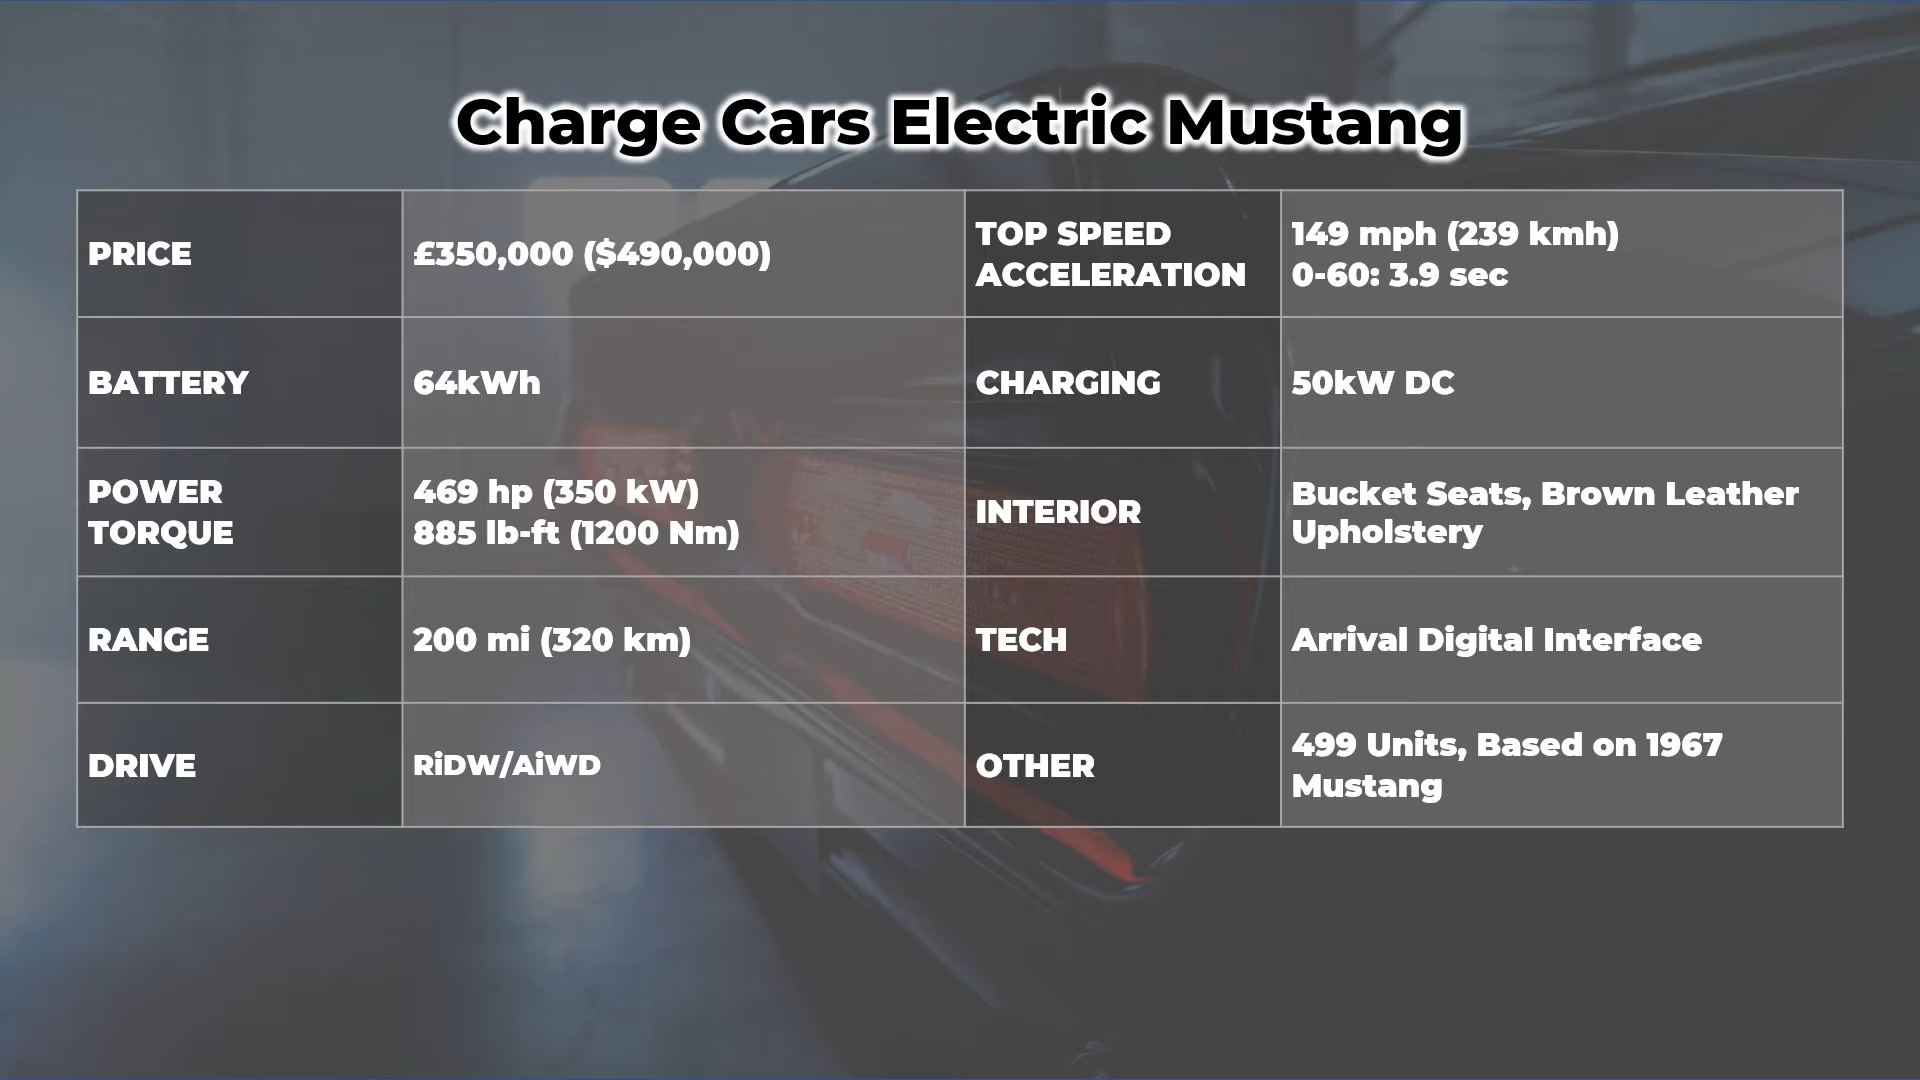 Charge Cars Electric Mustang
PRICE
£350,000 ($490,000)
TOP SPEED
ACCELERATION
149 mph (239 kmh)
0-60: 3.9 sec
BATTERY
64kWh
CHARGING
50kW DC
POWER
TORQUE
469 hp (350 kW)
885 lb-ft (1200 Nm)
INTERIOR
Bucket Seats, Brown Leather
Upholstery
RANGE
200 mi (320 km)
TECH
Arrival Digital Interface
DRIVE
RiDW/AiWD
OTHER
499 Units, Based on 1967
Mustang